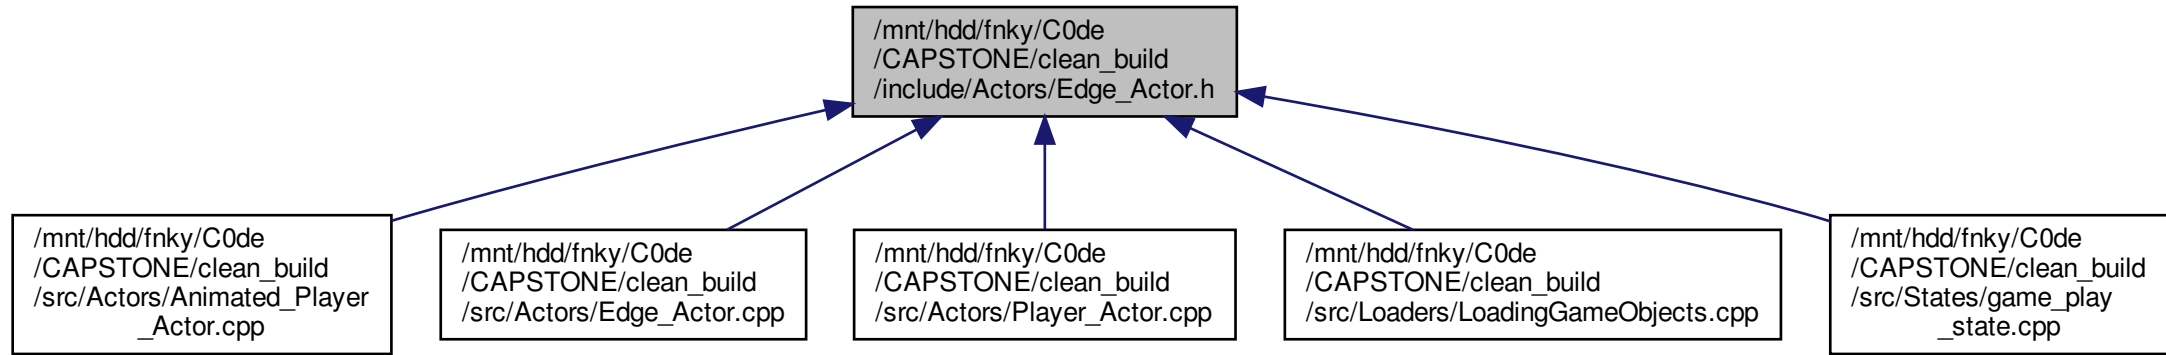 /mnt/hdd/fnky/C0de
/CAPSTONE/clean_build
/include/Actors/Edge_Actor.h
/mnt/hdd/fnky/C0de
/CAPSTONE/clean_build
/src/Actors/Animated_Player
_Actor.cpp
/mnt/hdd/fnky/C0de
/CAPSTONE/clean_build
/src/Actors/Edge_Actor.cpp
/mnt/hdd/fnky/C0de
/CAPSTONE/clean_build
/src/Actors/Player_Actor.cpp
/mnt/hdd/fnky/C0de
/CAPSTONE/clean_build
/src/Loaders/LoadingGameObjects.cpp
/mnt/hdd/fnky/C0de
/CAPSTONE/clean_build
/src/States/game_play
_state.cpp